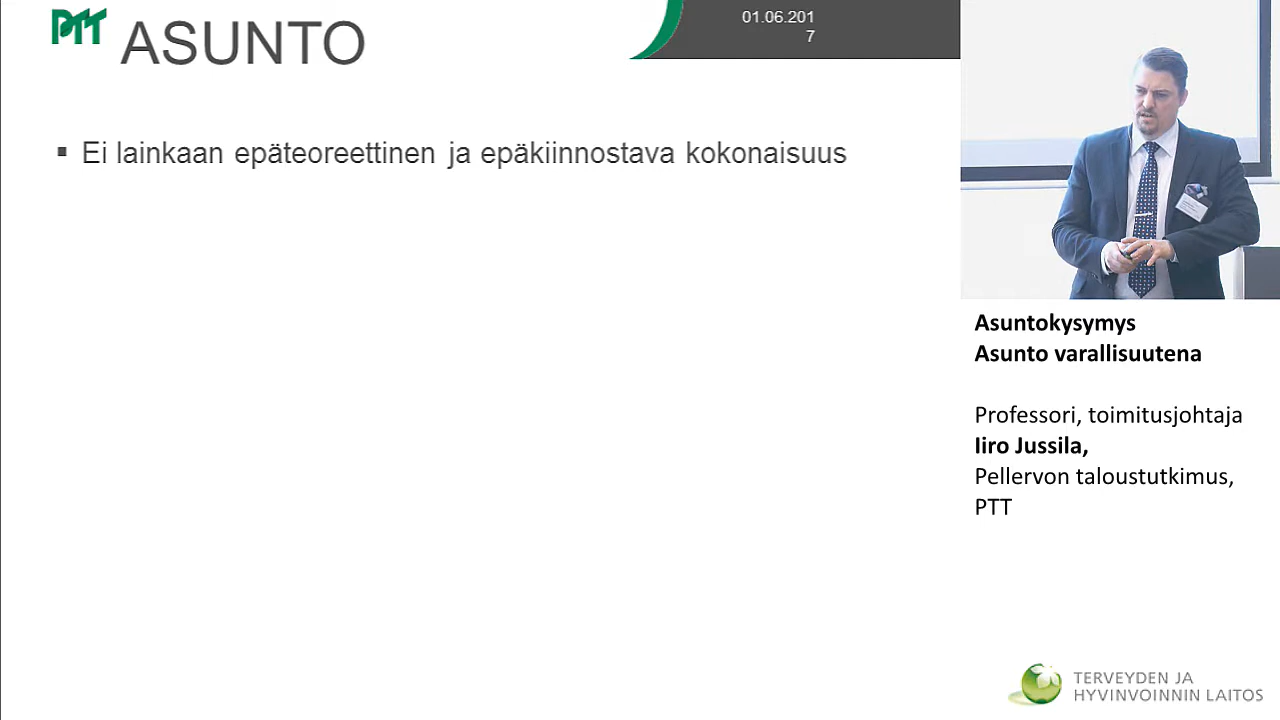 PTT
ASUNTO
01.06.201
7
Ei lainkaan epäteoreettinen ja epäkiinnostava kokonaisuus
Asuntokysymys
Asunto varallisuutena
Professori, toimitusjohtaja
Iiro Jussila,
Pellervon taloustutkimus,
PTT
TERVEYDEN JA
HYVINVOINNIN LAITOS